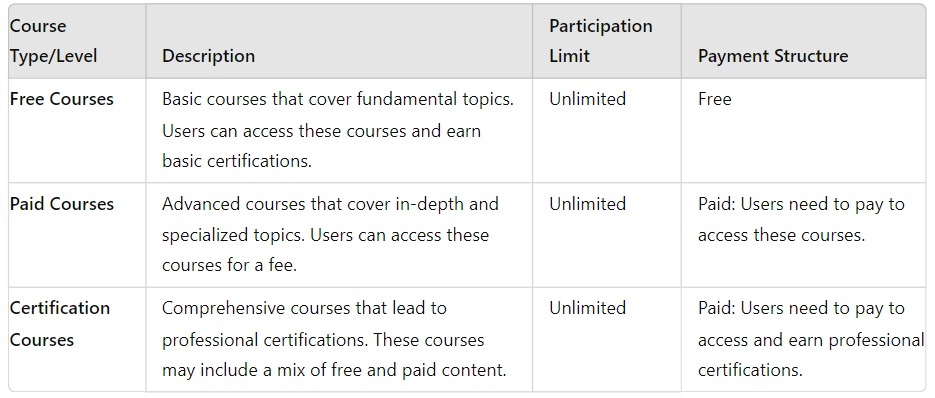 Course Type/Level
Description
Participation Limit
Payment Structure
Free Courses
Basic courses that cover fundamental topics.
Users can access these courses and earn
basic certifications.
Unlimited
Free
Paid Courses
Advanced courses that cover in-depth and
specialized topics. Users can access these
courses for a fee.
Unlimited
Paid: Users need to pay to
access these courses.
Certification
Courses
Comprehensive courses that lead to
professional certifications. These courses
may include a mix of free and paid content.
Unlimited
Paid: Users need to pay to
access and earn professional
certifications.